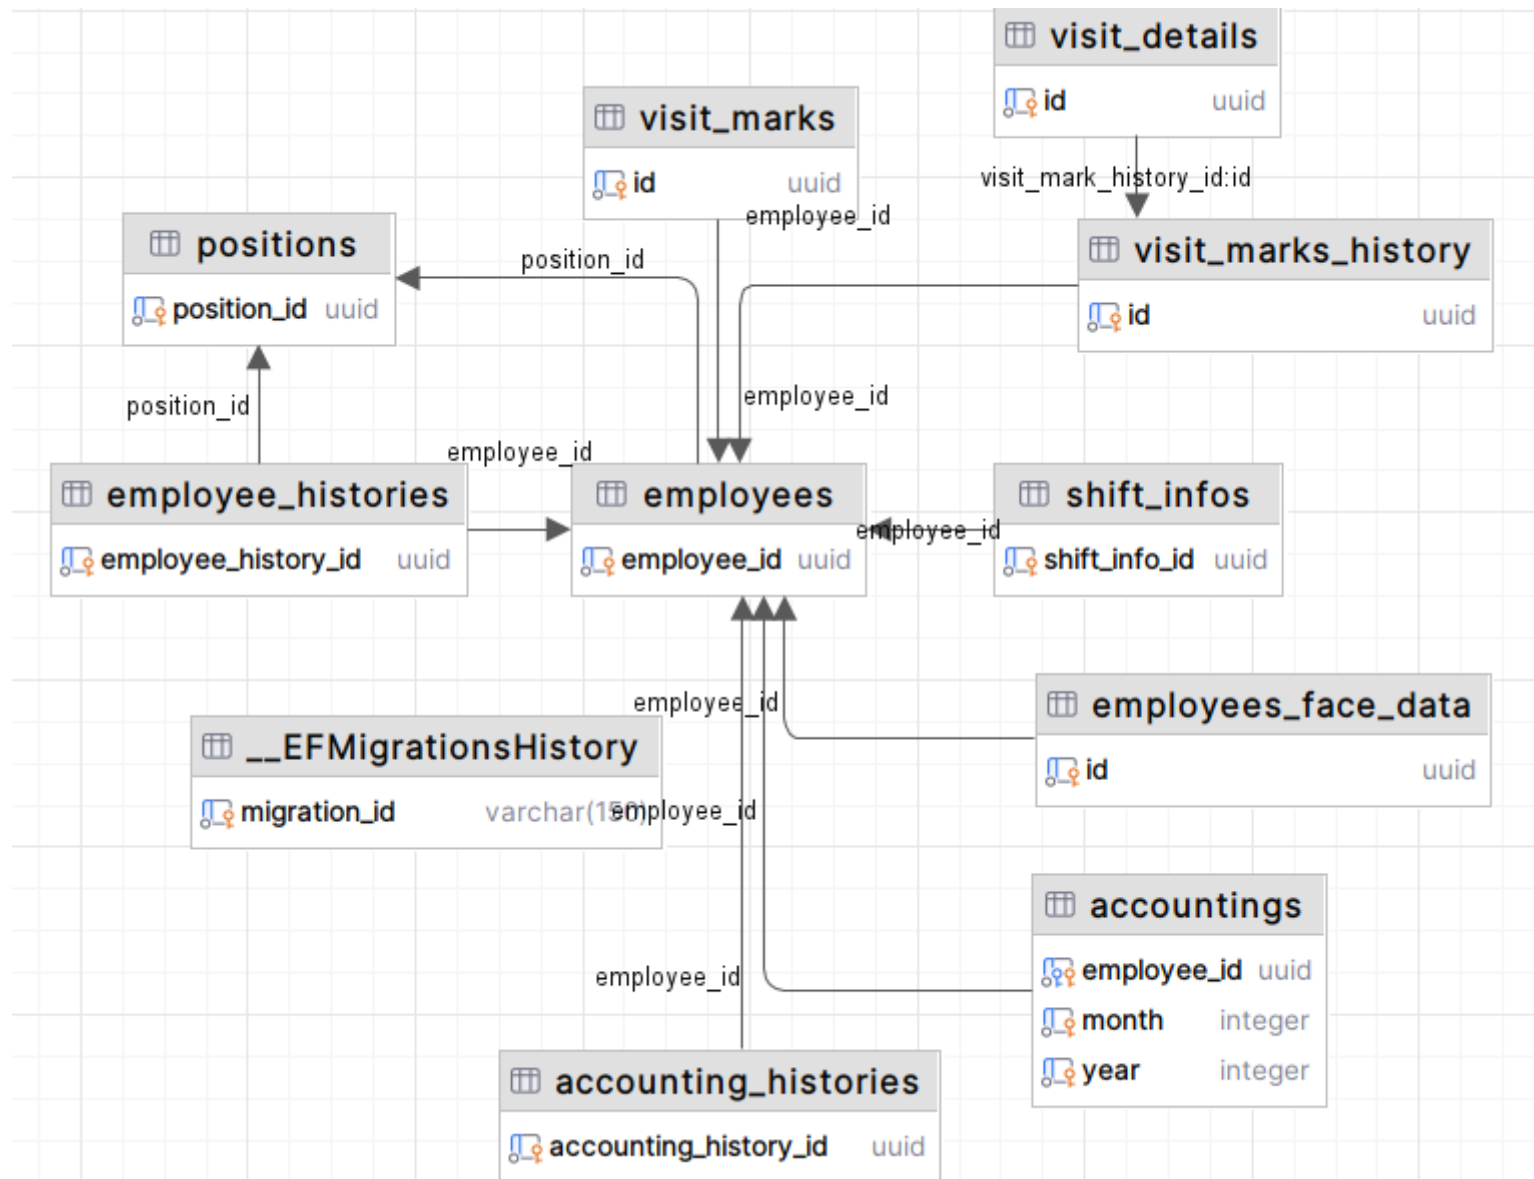 visit_details
id uuid
visit_mark_history_id:id
visit_marks
id uuid
employee_id
positions
position_id uuid
position_id
visit_marks_history
id uuid
employee_id
position_id
employee_id
employee_histories
employee_history_id uuid
employees
employee_id uuid
employee_id
shift_infos
shift_info_id uuid
employee_id
employees_face_data
id uuid
__EFMigrationsHistory
migration_id varchar(150)
employee_id
accountings
employee_id uuid
month integer
year integer
employee_id
accounting_histories
accounting_history_id uuid